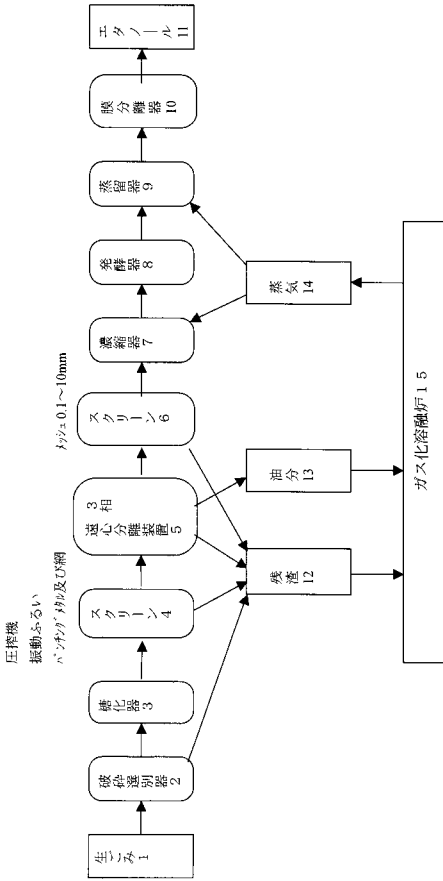 圧搾機
振動ふるい
パンチングメタル及び網
メッシュ 0.1〜10mm
生ごみ 1
破砕選別器 2
糖化器 3
スクリーン 4
3相
遠心分離装置 5
スクリーン 6
濃縮器 7
発酵器 8
蒸留器 9
膜分離器 10
エタノール 11
残渣 12
油分 13
蒸気 14
ガス化溶融炉15